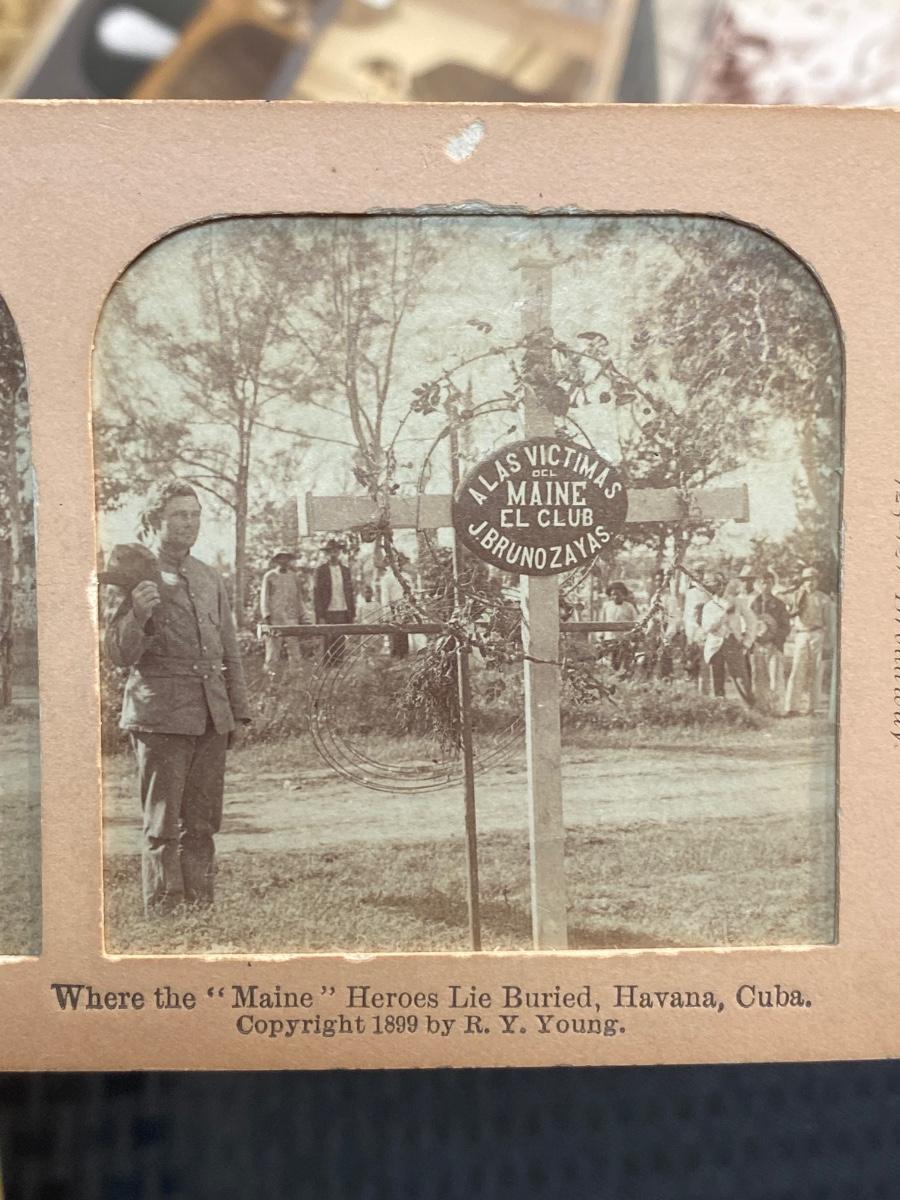 A LAS VICTIMAS
DEL
MAINE
EL CLUB
J. BRUNO ZAYAS
Where the "Maine" Heroes Lie Buried, Havana, Cuba.
Copyright 1899 by R. Y. Young.